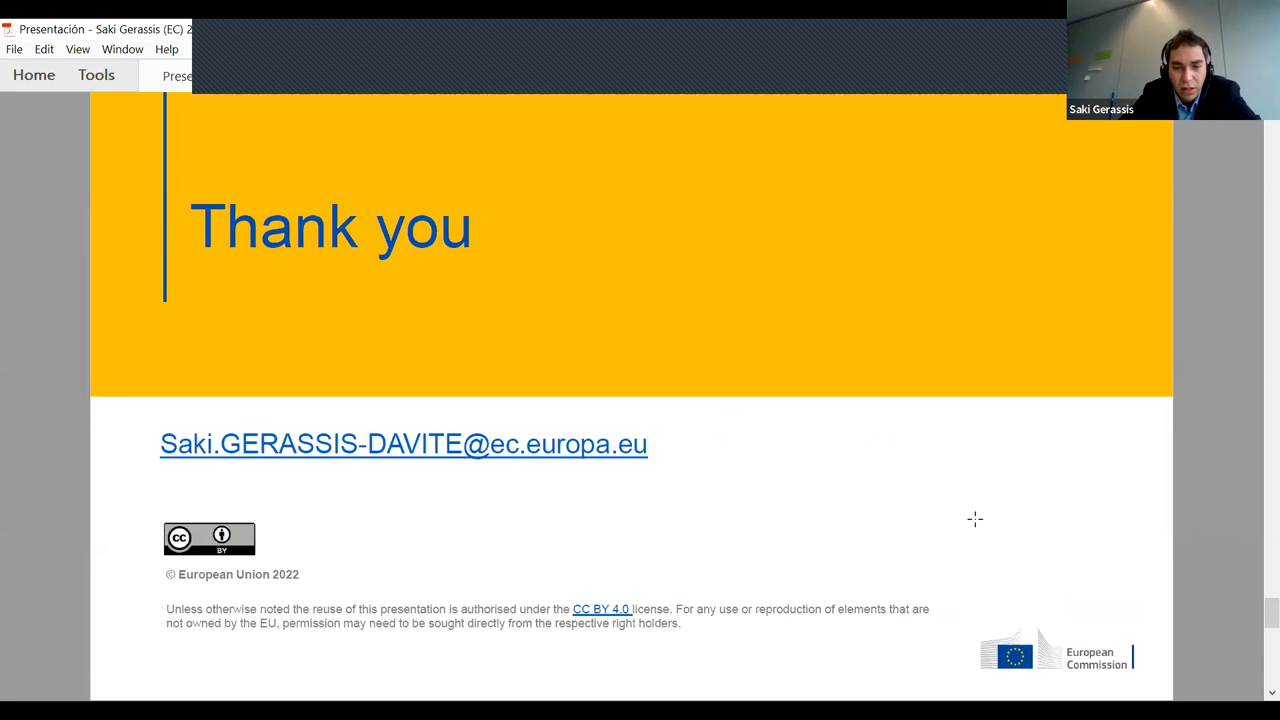 Presentación - Saki Gerassis (EC) 2
File Edit View Window Help
Home Tools Prese
Saki Gerassis
Thank you
Saki.GERASSIS-DAVITE@ec.europa.eu
cc BY
© European Union 2022
Unless otherwise noted the reuse of this presentation is authorised under the CC BY 4.0 license. For any use or reproduction of elements that are
not owned by the EU, permission may need to be sought directly from the respective right holders.
European
Commission